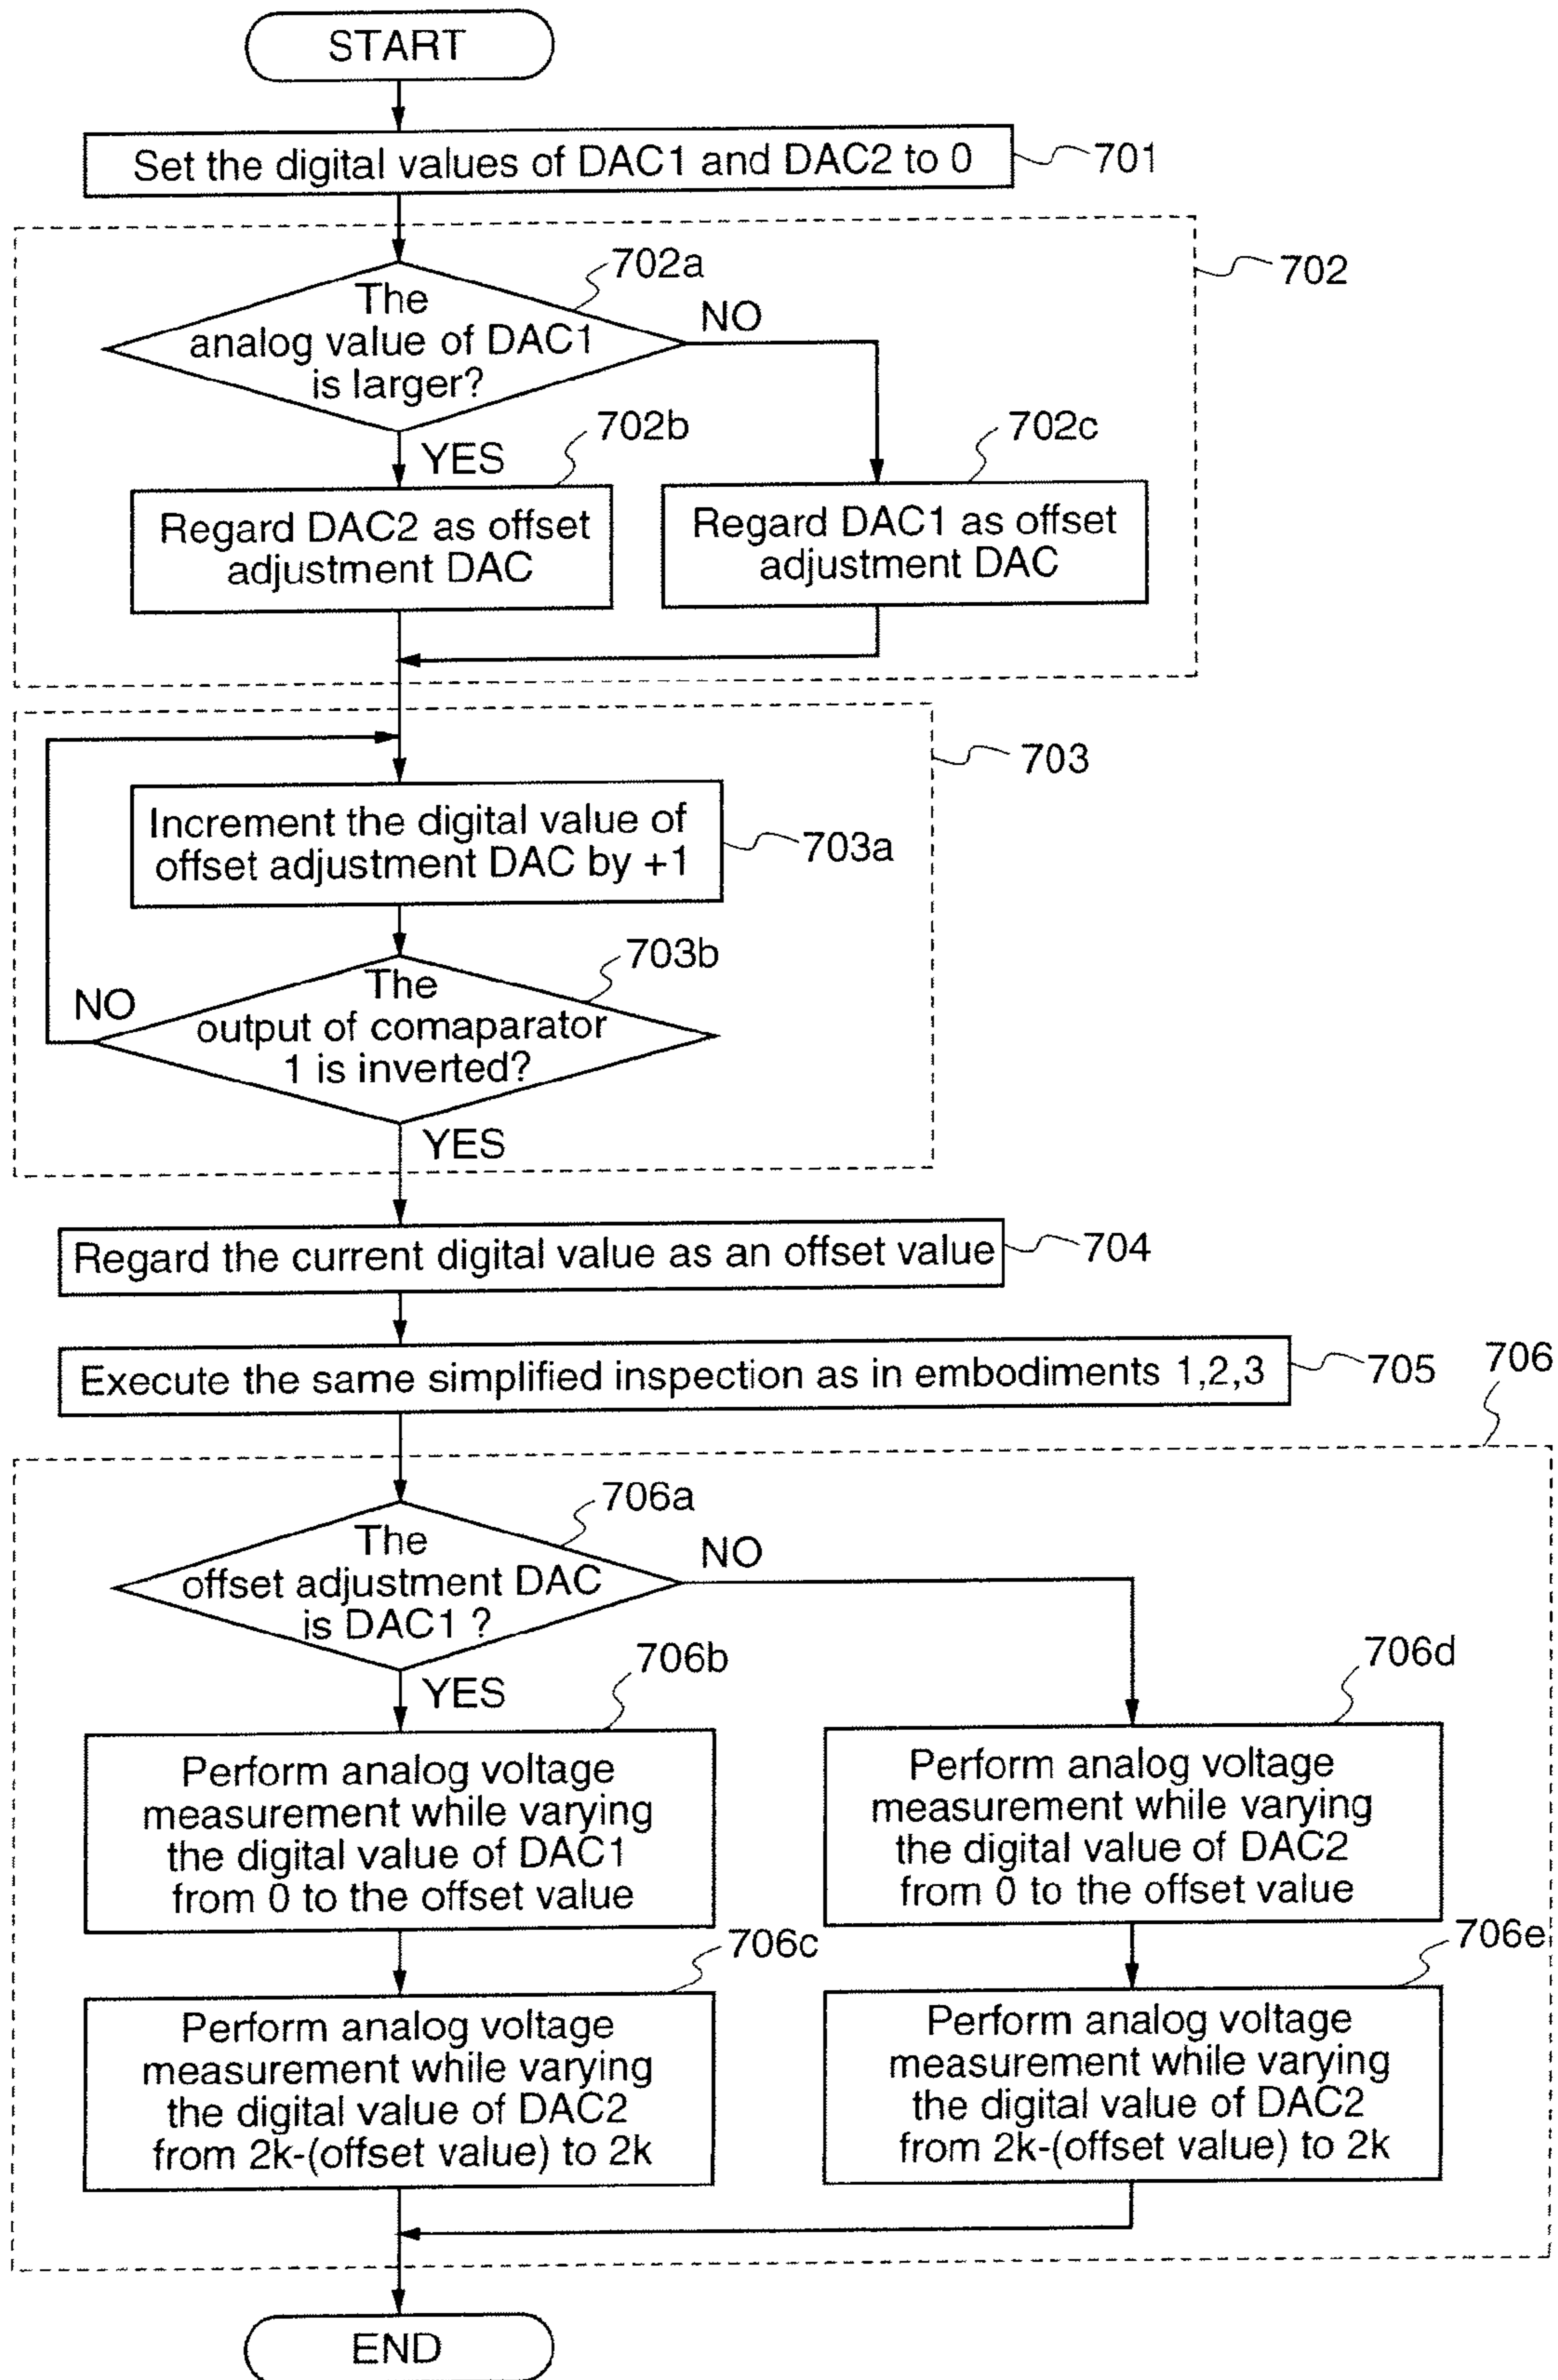 START
Set the digital values of DAC1 and DAC2 to 0
701
702
702a
The
analog value of DAC1
is larger?
NO
YES
702b
Regard DAC2 as offset
adjustment DAC
702c
Regard DAC1 as offset
adjustment DAC
703
Increment the digital value of
offset adjustment DAC by +1
703a
703b
The
output of comaparator
1 is inverted?
NO
YES
Regard the current digital value as an offset value
704
Execute the same simplified inspection as in embodiments 1,2,3
705
706
706a
The
offset adjustment DAC
is DAC1 ?
NO
YES
706b
Perform analog voltage
measurement while varying
the digital value of DAC1
from 0 to the offset value
706d
Perform analog voltage
measurement while varying
the digital value of DAC2
from 0 to the offset value
706c
Perform analog voltage
measurement while varying
the digital value of DAC2
from 2k-(offset value) to 2k
706e
Perform analog voltage
measurement while varying
the digital value of DAC2
from 2k-(offset value) to 2k
END